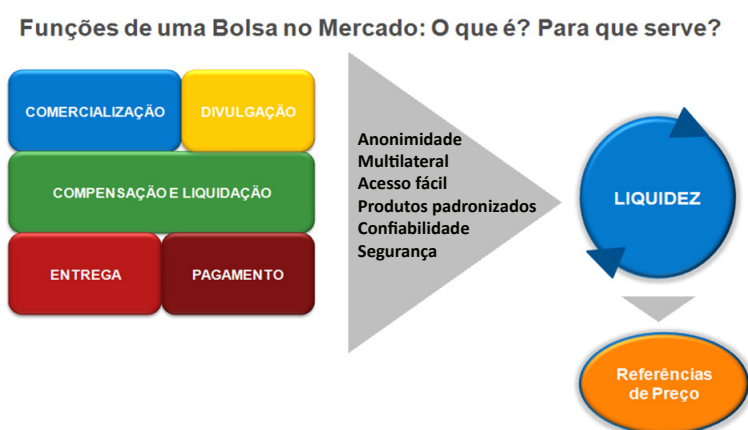 Funções de uma Bolsa no Mercado: O que é? Para que serve?
COMERCIALIZAÇÃO
DIVULGAÇÃO
COMPENSAÇÃO E LIQUIDAÇÃO
ENTREGA
PAGAMENTO
Anonimidade
Multilateral
Acesso fácil
Produtos padronizados
Confiabilidade
Segurança
LIQUIDEZ
Referências
de Preço